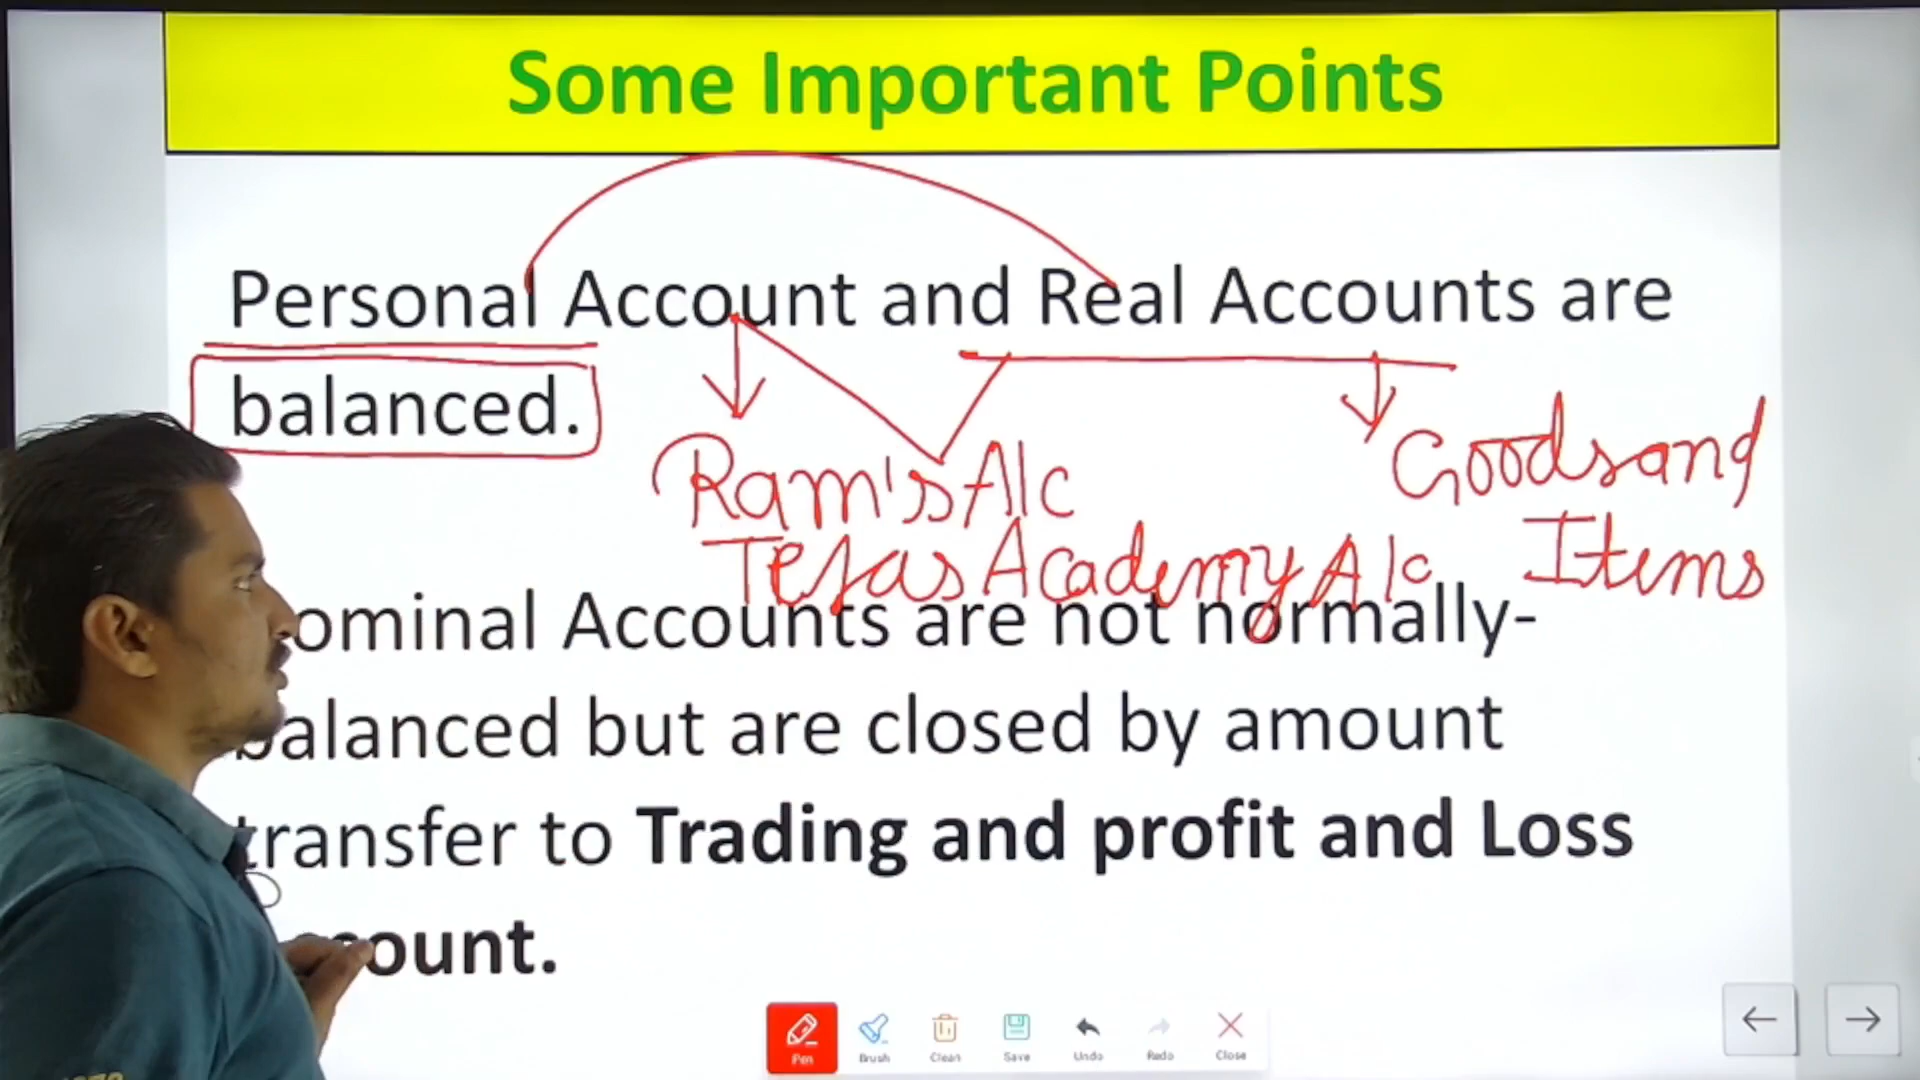 Some Important Points
Personal Account and Real Accounts are
balanced.
Ram's A/c
Tejas Academy A/c
Goods and
Items
ominal Accounts are not normally-
balanced but are closed by amount
transfer to Trading and profit and Loss
ount.
Pen
Brush
Clean
Save
Undo
Redo
Close